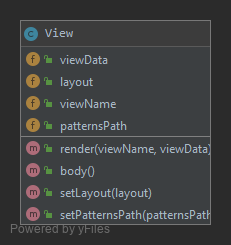 C View
f viewData
f layout
f viewName
f patternsPath
m render(viewName, viewData)
m body()
m setLayout(layout)
m setPatternsPath(patternsPath
Powered by yFiles